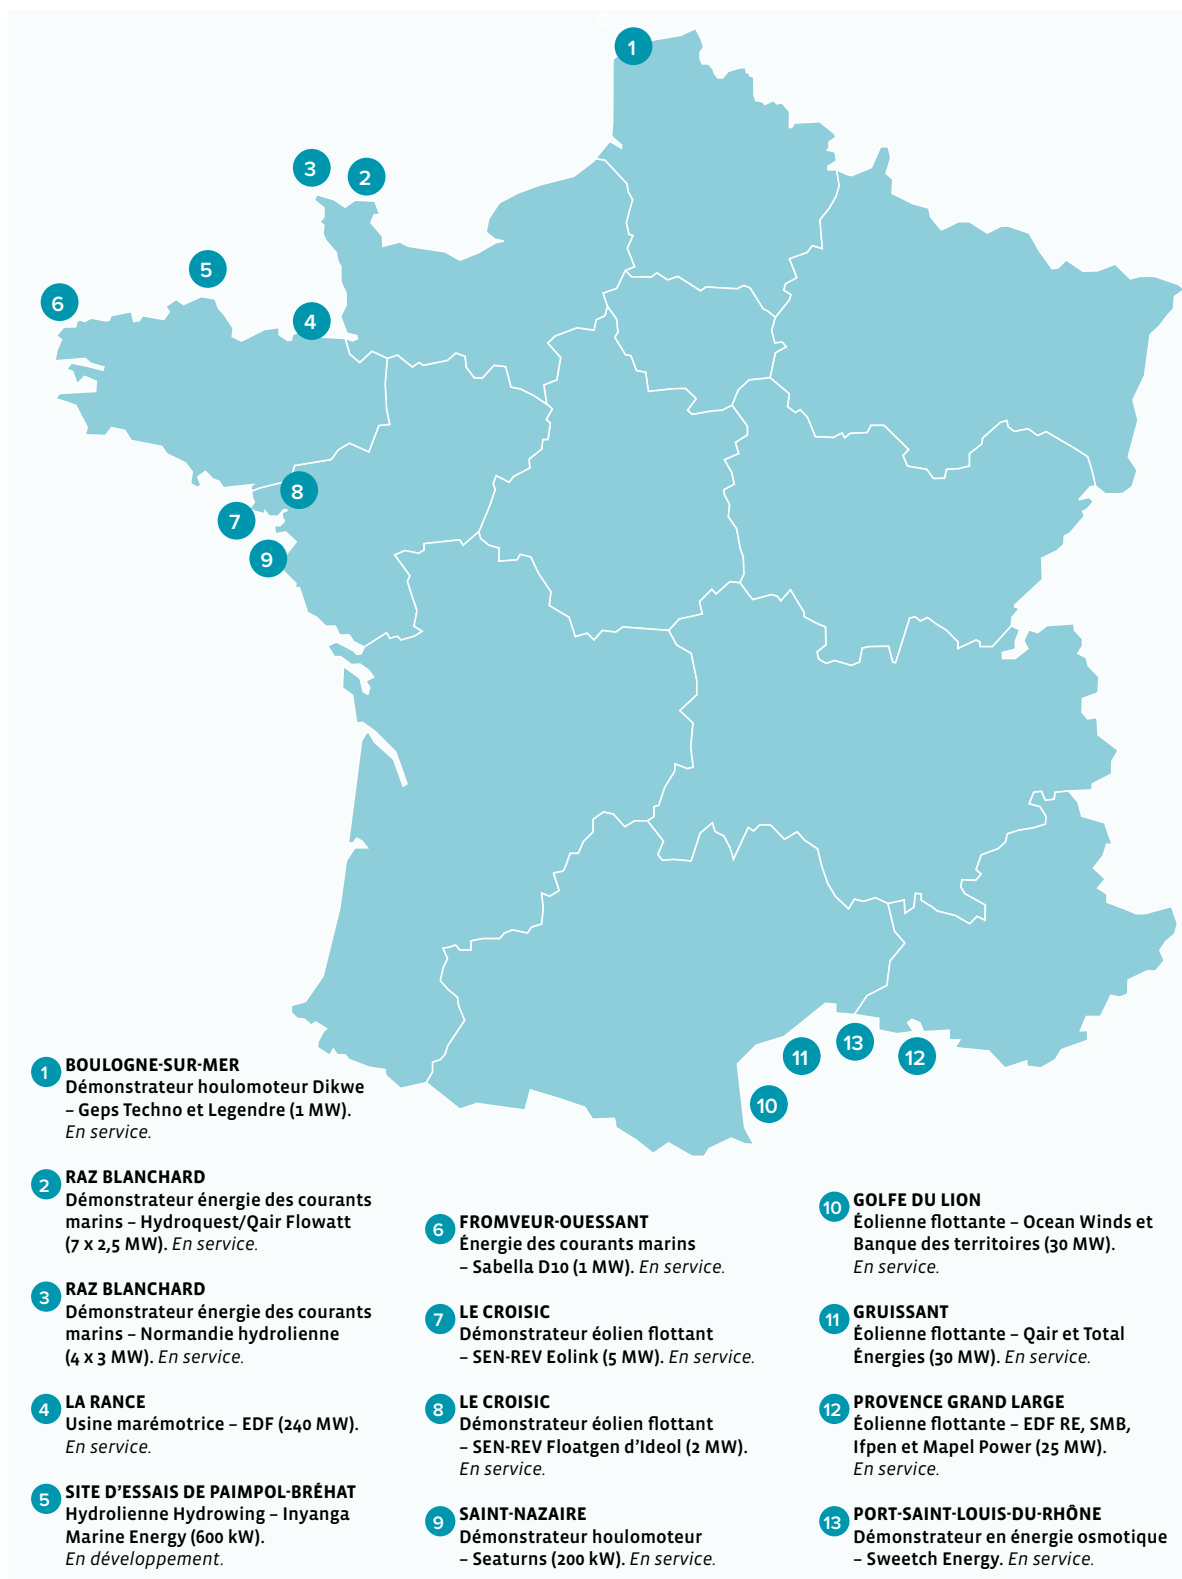 1
3
2
5
6
4
8
7
9
13
11
12
10
1 BOULOGNE-SUR-MER
Démonstrateur houlomoteur Dikwe
– Geps Techno et Legendre (1 MW).
En service.
2 RAZ BLANCHARD
Démonstrateur énergie des courants
marins – Hydroquest/Qair Flowatt
(7 x 2,5 MW). En service.
3 RAZ BLANCHARD
Démonstrateur énergie des courants
marins – Normandie hydrolienne
(4 x 3 MW). En service.
4 LA RANCE
Usine marémotrice – EDF (240 MW).
En service.
5 SITE D'ESSAIS DE PAIMPOL-BRÉHAT
Hydrolienne Hydrowing – Inyanga
Marine Energy (600 kW).
En développement.
6 FROMVEUR-OUESSANT
Énergie des courants marins
– Sabella D10 (1 MW). En service.
7 LE CROISIC
Démonstrateur éolien flottant
– SEN-REV Eolink (5 MW). En service.
8 LE CROISIC
Démonstrateur éolien flottant
– SEN-REV Floatgen d'Ideol (2 MW).
En service.
9 SAINT-NAZAIRE
Démonstrateur houlomoteur
– Seaturns (200 kW). En service.
10 GOLFE DU LION
Éolienne flottante – Ocean Winds et
Banque des territoires (30 MW).
En service.
11 GRUISSANT
Éolienne flottante – Qair et Total
Énergies (30 MW). En service.
12 PROVENCE GRAND LARGE
Éolienne flottante – EDF RE, SMB,
Ifpen et Mapel Power (25 MW).
En service.
13 PORT-SAINT-LOUIS-DU-RHÔNE
Démonstrateur en énergie osmotique
– Sweetch Energy. En service.